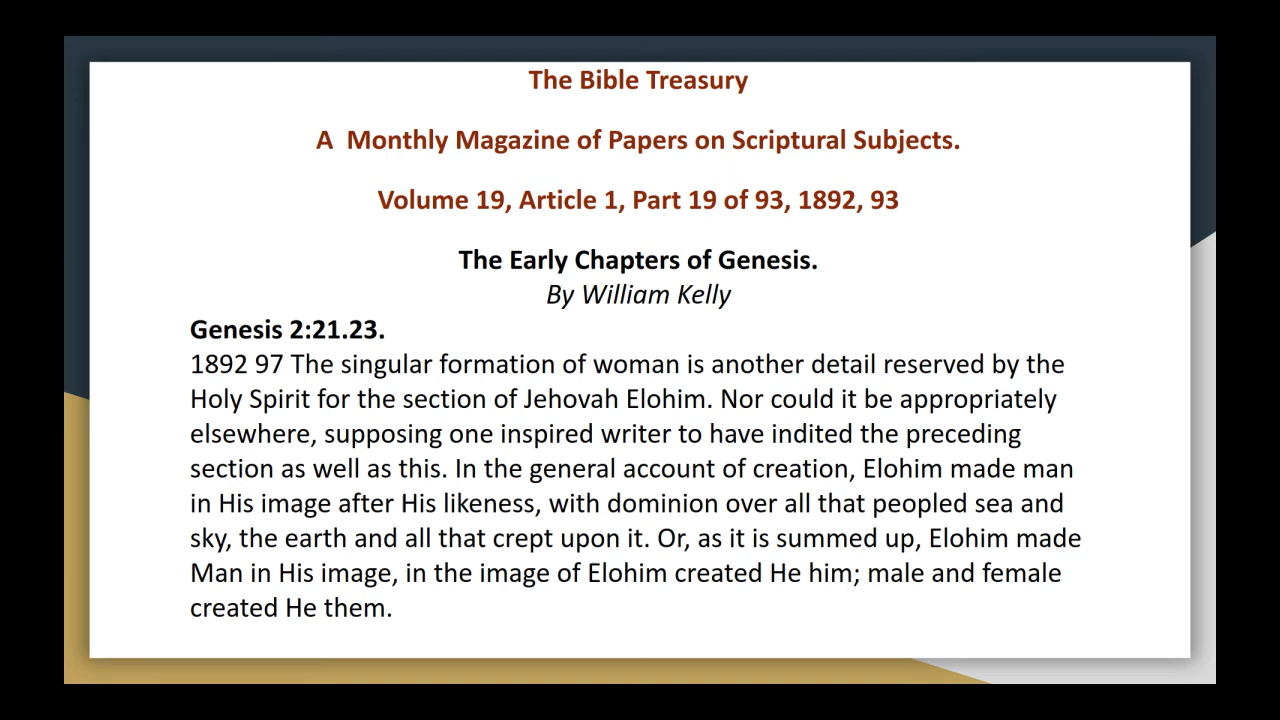 The Bible Treasury
A  Monthly Magazine of Papers on Scriptural Subjects.
Volume 19, Article 1, Part 19 of 93, 1892, 93
The Early Chapters of Genesis.
By William Kelly
Genesis 2:21.23.
1892 97 The singular formation of woman is another detail reserved by the
Holy Spirit for the section of Jehovah Elohim. Nor could it be appropriately
elsewhere, supposing one inspired writer to have indited the preceding
section as well as this. In the general account of creation, Elohim made man
in His image after His likeness, with dominion over all that peopled sea and
sky, the earth and all that crept upon it. Or, as it is summed up, Elohim made
Man in His image, in the image of Elohim created He him; male and female
created He them.